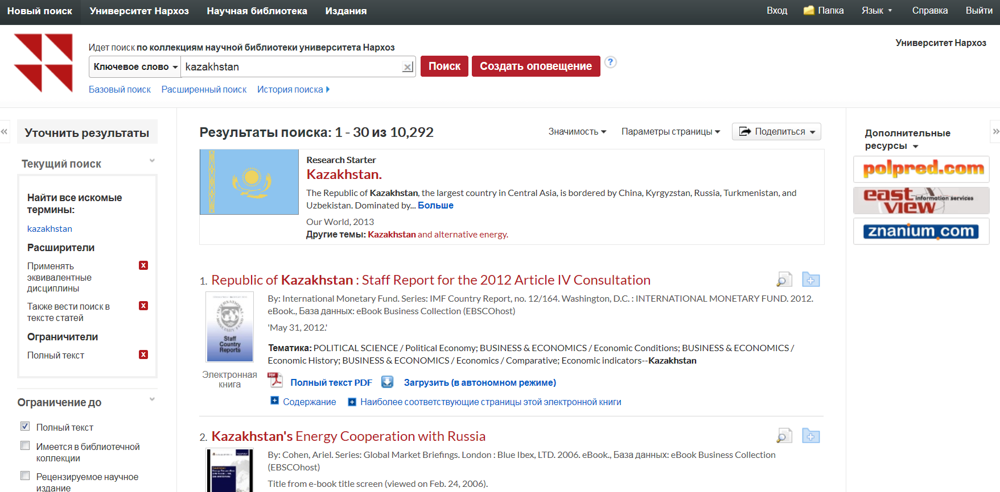 Новый поиск Университет Нархоз Научная библиотека Издания Вход Папка Язык Справка Выйти
Университет Нархоз
Идет поиск по коллекциям научной библиотеки университета Нархоз
Ключевое слово kazakhstan Поиск Создать оповещение ?
Базовый поиск Расширенный поиск История поиска
«
Уточнить результаты
Текущий поиск
Найти все искомые
термины:
kazakhstan
Расширители
Применять
эквивалентные
дисциплины
Также вести поиск в
тексте статей
Ограничители
Полный текст
Ограничение до
Полный текст
Имеется в библиотечной
коллекции
Рецензируемое научное
издание
Результаты поиска: 1 - 30 из 10,292
Значимость Параметры страницы Поделиться
Research Starter
Kazakhstan.
The Republic of Kazakhstan, the largest country in Central Asia, is bordered by China, Kyrgyzstan, Russia, Turkmenistan, and
Uzbekistan. Dominated by... Больше
Our World, 2013
Другие темы: Kazakhstan and alternative energy.
1. Republic of Kazakhstan : Staff Report for the 2012 Article IV Consultation
By: International Monetary Fund. Series: IMF Country Report, no. 12/164. Washington, D.C. : INTERNATIONAL MONETARY FUND. 2012.
eBook., База данных: eBook Business Collection (EBSCOhost)
'May 31, 2012.'
Тематика: POLITICAL SCIENCE / Political Economy; BUSINESS & ECONOMICS / Economic Conditions; BUSINESS & ECONOMICS /
Economic History; BUSINESS & ECONOMICS / Economics / Comparative; Economic indicators--Kazakhstan
Staff
Country
Reports
Электронная
книга
PDF Полный текст PDF Загрузить (в автономном режиме)
Содержание Наиболее соответствующие страницы этой электронной книги
2. Kazakhstan's Energy Cooperation with Russia
By: Cohen, Ariel. Series: Global Market Briefings. London : Blue Ibex, LTD. 2006. eBook., База данных: eBook Business Collection
(EBSCOhost)
Title from e-book title screen (viewed on Feb. 24, 2006).
»
Дополнительные
ресурсы
polpred.com
east
view
information services
znanium.com